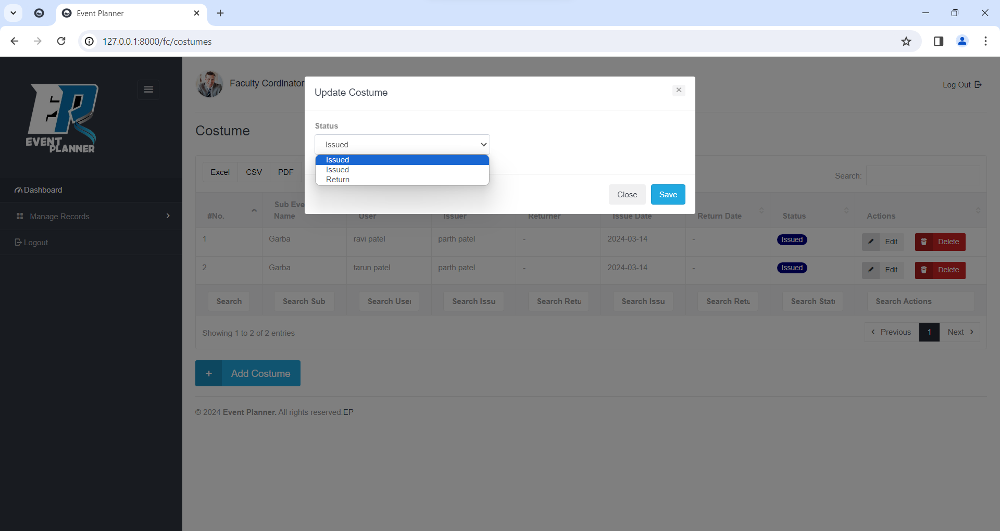 Event Planner
127.0.0.1:8000/fc/costumes
EVENT
PLANNER
Faculty Cordinator
Log Out
Update Costume
×
Status
Issued
Issued
Issued
Return
Close
Save
Costume
Excel
CSV
PDF
Search:
Dashboard
Manage Records
Logout
#No.
Sub Eve
Name
User
Issuer
Returner
Issue Date
Return Date
Status
Actions
1 Garba ravi patel parth patel - 2024-03-14 - Issued Edit Delete
2 Garba tarun patel parth patel - 2024-03-14 - Issued Edit Delete
Search Search Sub Search User Search Issu Search Retu Search Issu Search Retu Search Statu Search Actions
Showing 1 to 2 of 2 entries
Previous 1 Next
+ Add Costume
© 2024 Event Planner. All rights reserved.EP